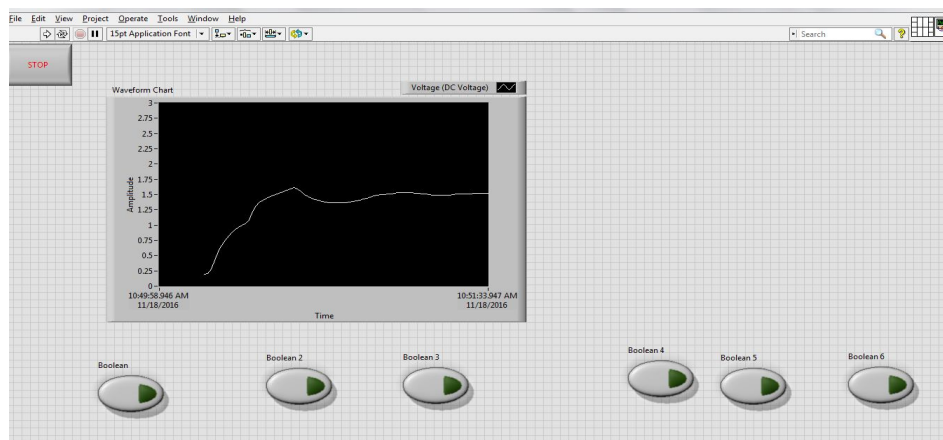 File Edit View Project Operate Tools Window Help
15pt Application Font
Search
STOP
Waveform Chart
Voltage (DC Voltage)
3
2.75
2.5
2.25
2
1.75
1.5
1.25
1
0.75
0.5
0.25
0
Amplitude
10:49:58.946 AM
11/18/2016
10:51:33.947 AM
11/18/2016
Time
Boolean
Boolean 2
Boolean 3
Boolean 4
Boolean 5
Boolean 6